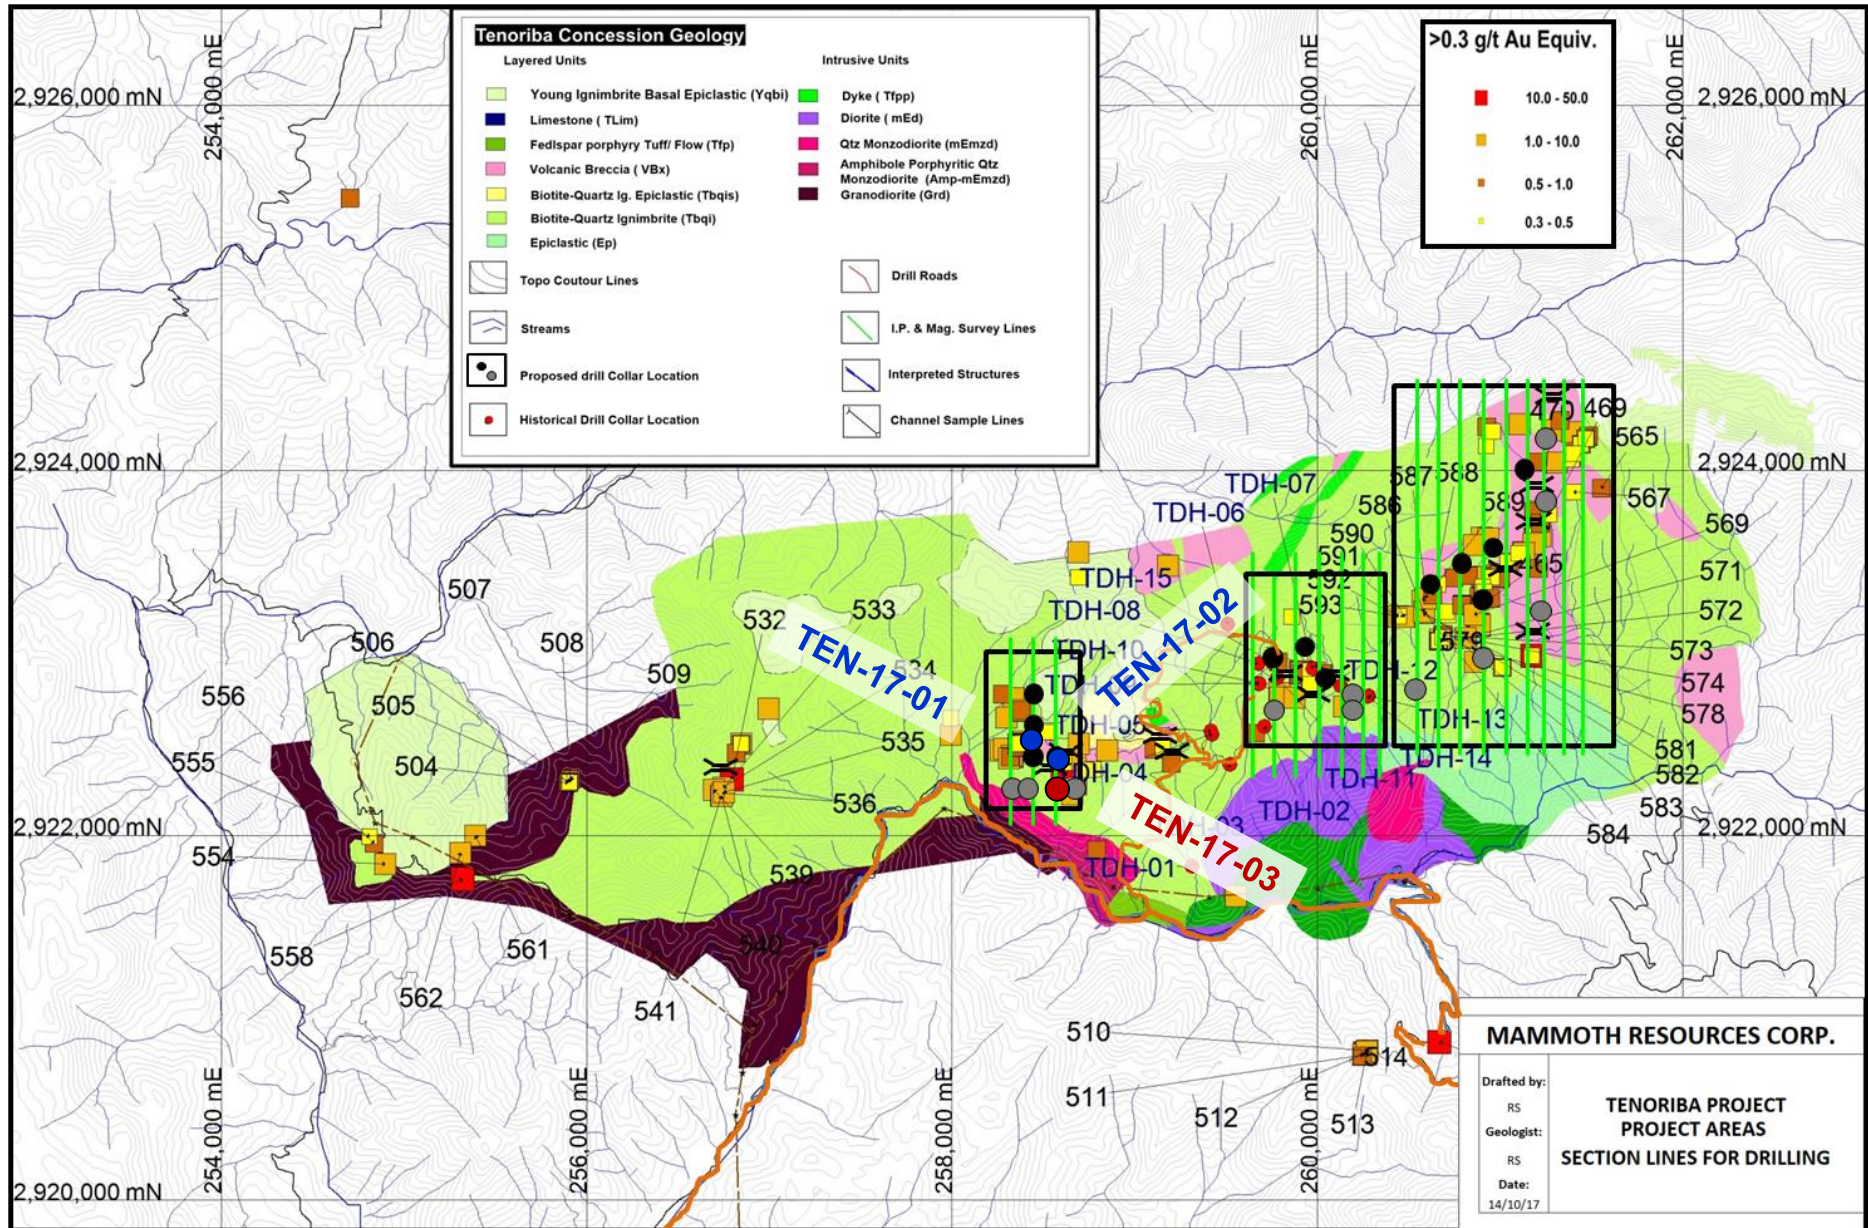 Tenoriba Concession Geology
Layered Units
Intrusive Units
Young Ignimbrite Basal Epiclastic (Yqbi)
Limestone ( TLim)
Fedlspar porphyry Tuff/ Flow (Tfp)
Volcanic Breccia ( VBx)
Biotite-Quartz Ig. Epiclastic (Tbqis)
Biotite-Quartz Ignimbrite (Tbqi)
Epiclastic (Ep)
Dyke ( Tfpp)
Diorite ( mEd)
Qtz Monzodiorite (mEmzd)
Amphibole Porphyritic Qtz
Monzodiorite (Amp-mEmzd)
Granodiorite (Grd)
Topo Coutour Lines
Streams
Proposed drill Collar Location
Historical Drill Collar Location
Drill Roads
I.P. & Mag. Survey Lines
Interpreted Structures
Channel Sample Lines
>0.3 g/t Au Equiv.
10.0 - 50.0
1.0 - 10.0
0.5 - 1.0
0.3 - 0.5
254,000 mE
260,000 mE
262,000 mE
2,926,000 mN
2,926,000 mN
2,924,000 mN
2,924,000 mN
2,922,000 mN
2,922,000 mN
2,920,000 mN
254,000 mE
256,000 mE
258,000 mE
260,000 mE
470
469
565
587
588
589
567
586
569
590
591
592
593
465
571
572
579
573
574
578
581
582
583
584
TDH-07
TDH-06
TDH-15
TDH-08
TDH-10
TDH-05
TDH-12
TDH-13
TDH-14
TDH-11
TDH-02
TDH-01
TEN-17-01
TEN-17-02
TEN-17-03
507
506
508
505
504
509
532
533
534
535
536
539
540
541
556
555
554
558
561
562
510
511
512
513
514
MAMMOTH RESOURCES CORP.
Drafted by:
RS
Geologist:
RS
Date:
14/10/17
TENORIBA PROJECT
PROJECT AREAS
SECTION LINES FOR DRILLING